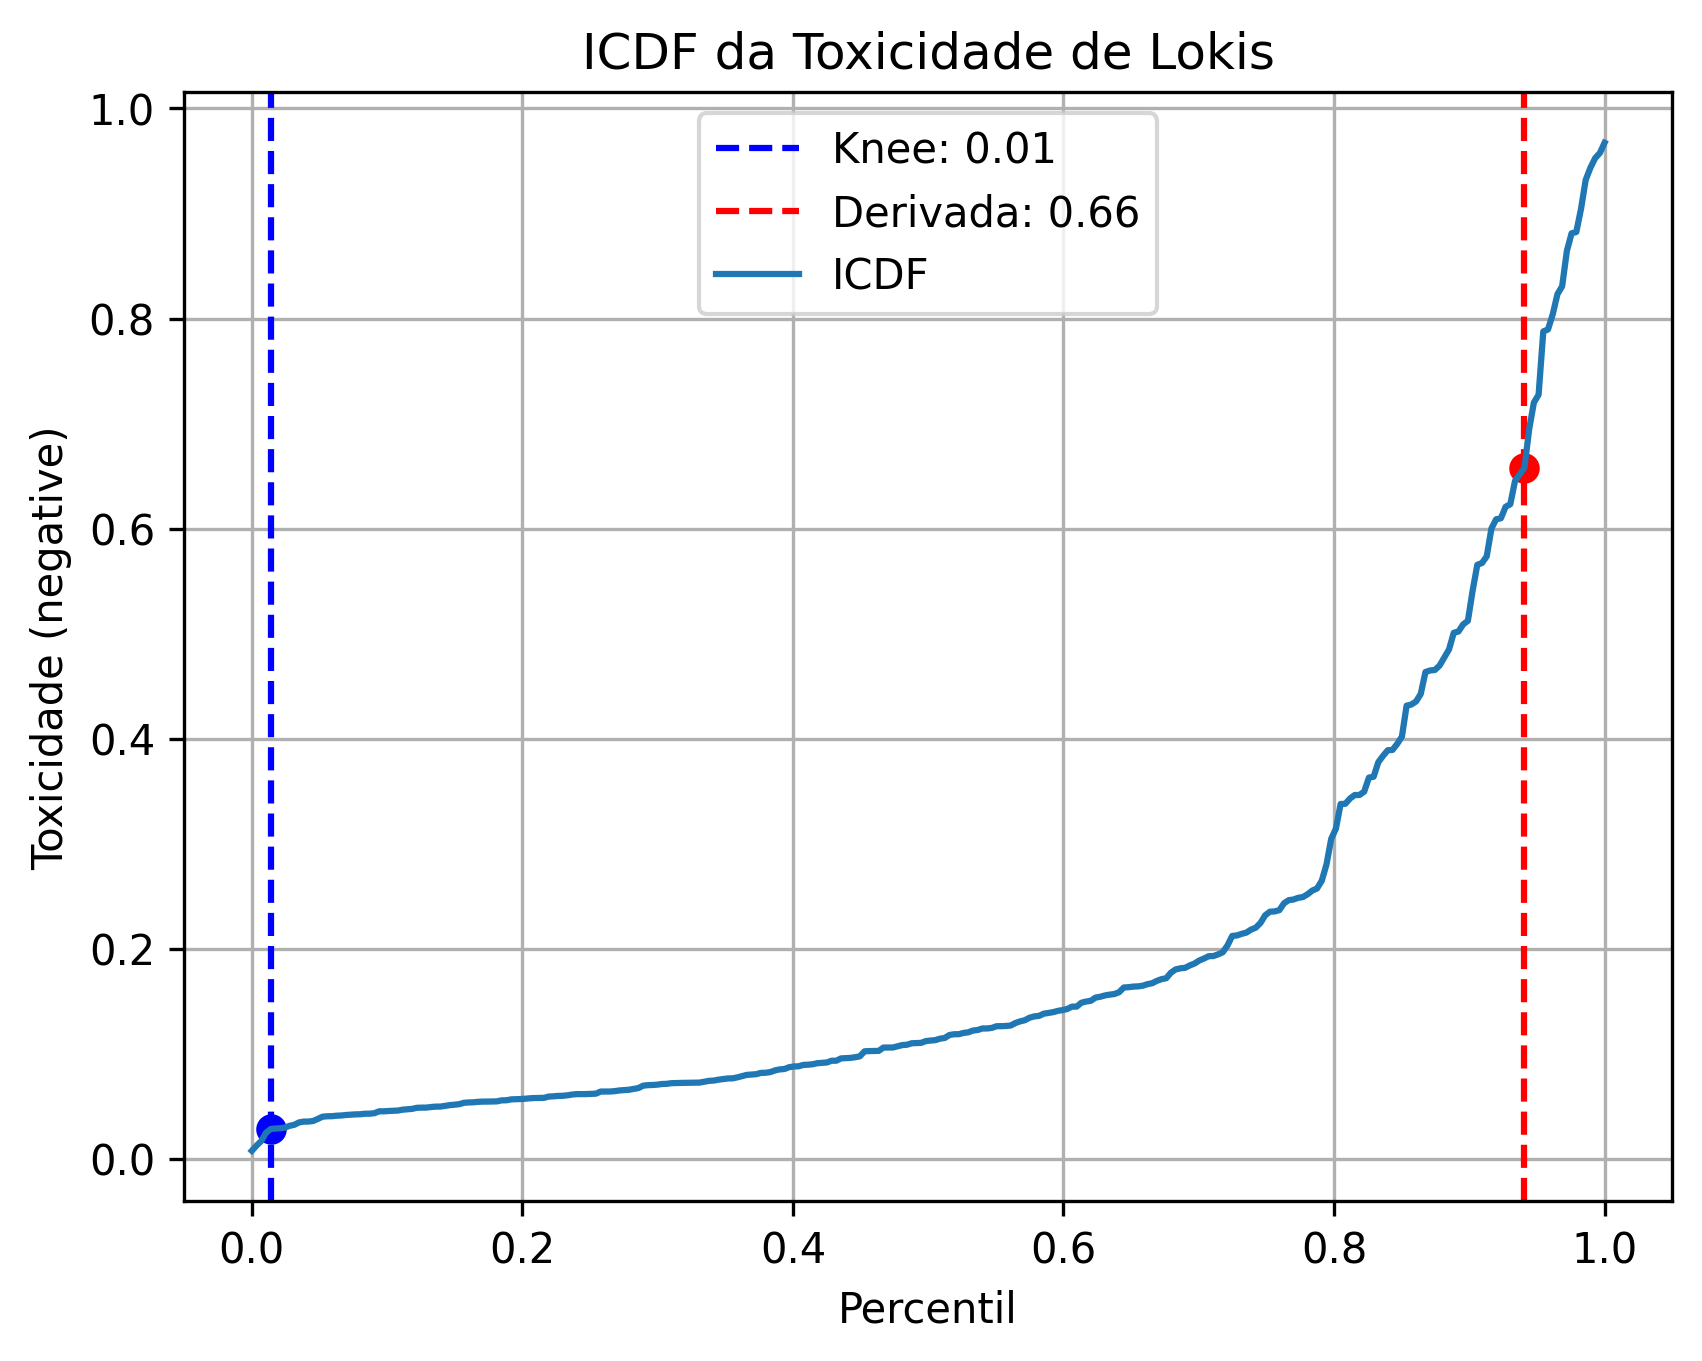 ICDF da Toxicidade de Lokis
Knee: 0.01
Derivada: 0.66
ICDF
Toxicidade (negative)
1.0
0.8
0.6
0.4
0.2
0.0
0.0 0.2 0.4 0.6 0.8 1.0
Percentil